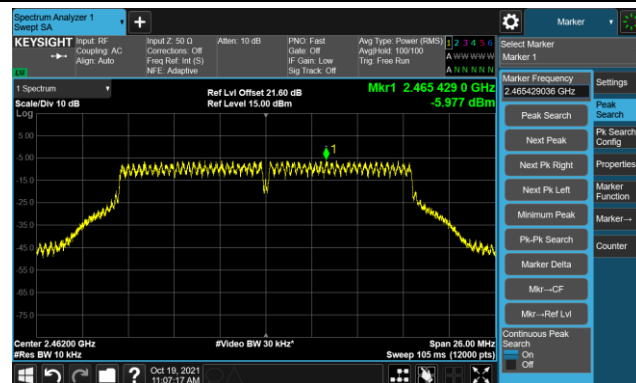 Spectrum Analyzer 1
Swept SA
+
Marker
KEYSIGHT
Input: RF
Coupling: AC
Align: Auto
Input Z: 50 Ω
Corrections: Off
Freq Ref: Int (S)
NFE: Adaptive
Atten: 10 dB
PNO: Fast
Gate: Off
IF Gain: Low
Sig Track: Off
Avg Type: Power (RMS)
Avg|Hold: 100/100
Trig: Free Run
1 2 3 4 5 6
A W W W W W
A N N N N N
LXI
Select Marker
Marker 1
Marker Frequency
2.465429036 GHz
Settings
Peak Search
Next Peak
Next Pk Right
Next Pk Left
Minimum Peak
Pk-Pk Search
Marker Delta
Mkr→CF
Mkr→Ref Lvl
Continuous Peak
Search
On
Off
Peak
Search
Pk Search
Config
Properties
Marker
Function
Marker→
Counter
1 Spectrum
Scale/Div 10 dB
Log
Ref Lvl Offset 21.60 dB
Ref Level 15.00 dBm
Mkr1 2.465 429 0 GHz
-5.977 dBm
1
5.00
-5.00
-15.0
-25.0
-35.0
-45.0
-55.0
-65.0
-75.0
Center 2.46200 GHz
#Res BW 10 kHz
#Video BW 30 kHz*
Span 26.00 MHz
Sweep 105 ms (12000 pts)
?
Oct 19, 2021
11:07:17 AM